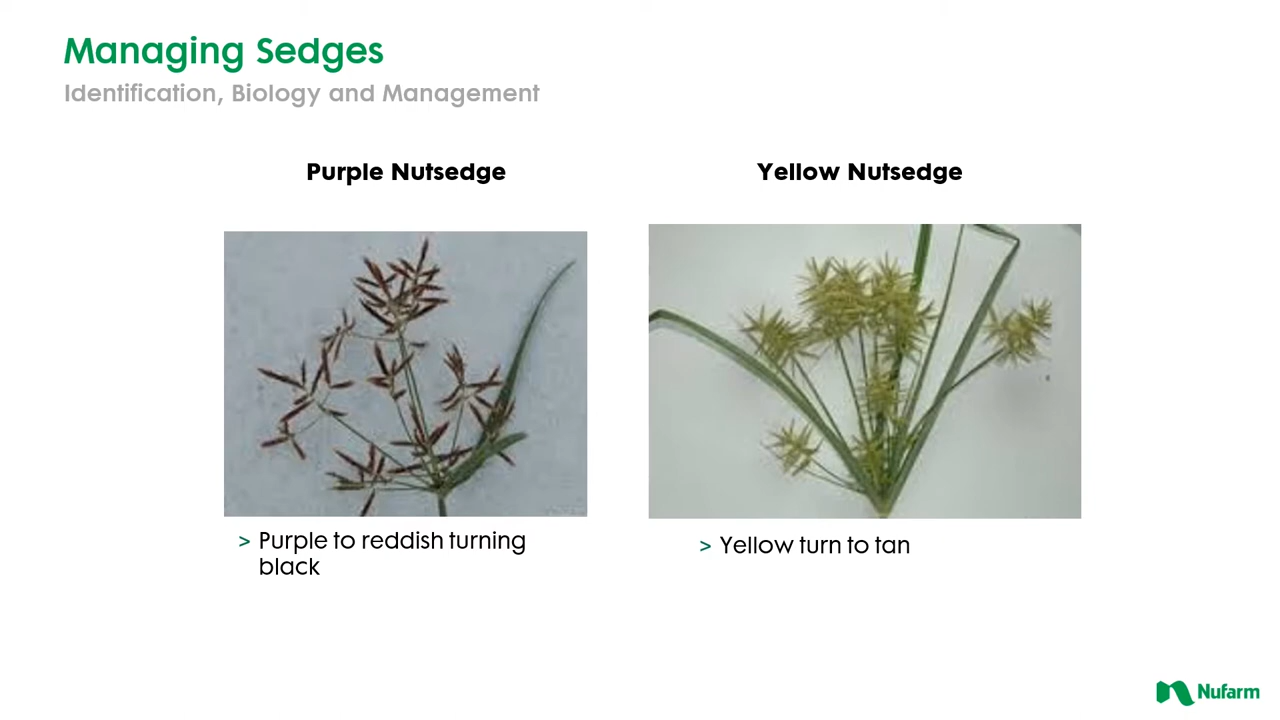 Managing Sedges
Identification, Biology and Management
Purple Nutsedge
Yellow Nutsedge
> Purple to reddish turning
black
> Yellow turn to tan
Nufarm